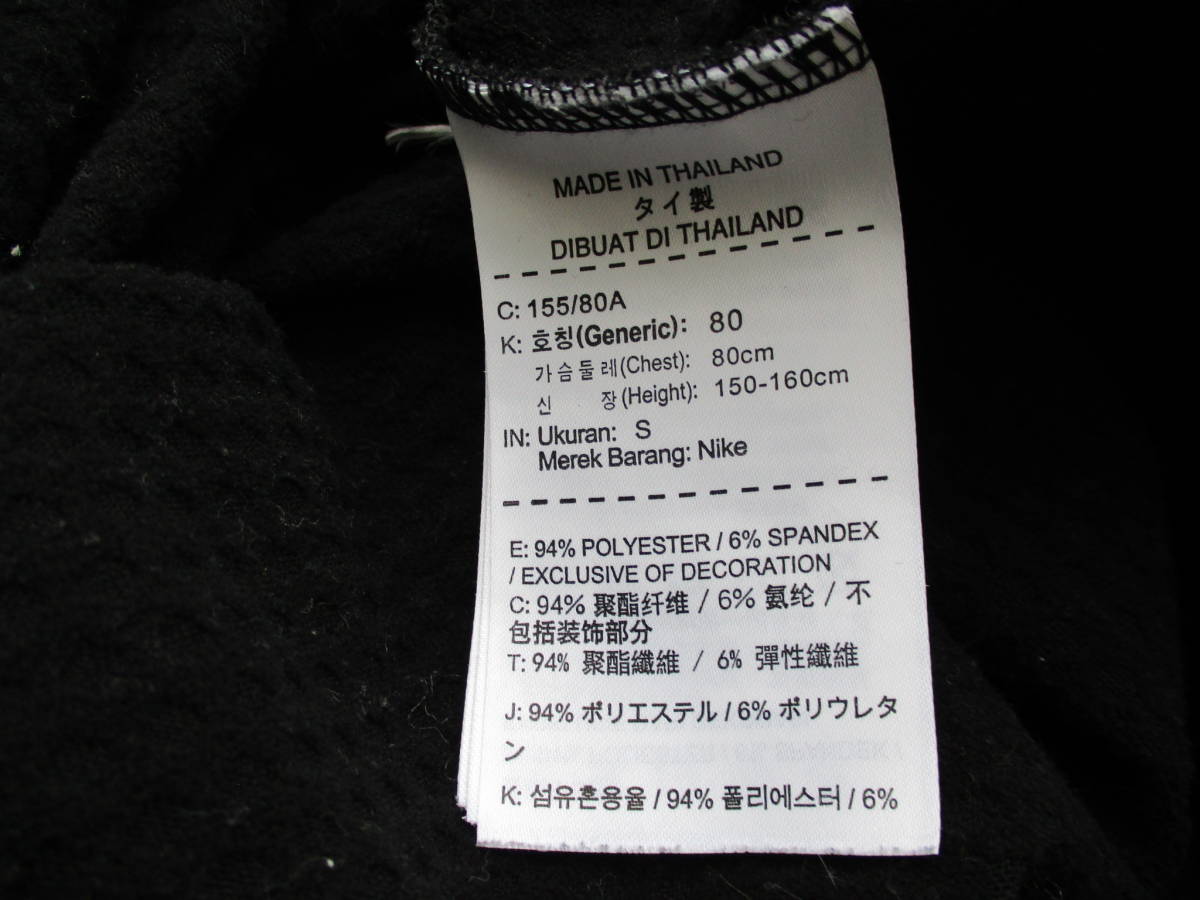 MADE IN THAILAND
タイ製
DIBUAT DI THAILAND
C: 155/80A
K: 호칭(Generic): 80
가슴둘레(Chest): 80cm
신 장(Height): 150-160cm
IN: Ukuran: S
Merek Barang: Nike
E: 94% POLYESTER / 6% SPANDEX
/ EXCLUSIVE OF DECORATION
C: 94% 聚酯纤维 / 6% 氨纶 / 不
包括装饰部分
T: 94% 聚酯纖維 / 6% 彈性纖維
J: 94% ポリエステル / 6% ポリウレタ
ン
K: 섬유혼용율 / 94% 폴리에스터 / 6%